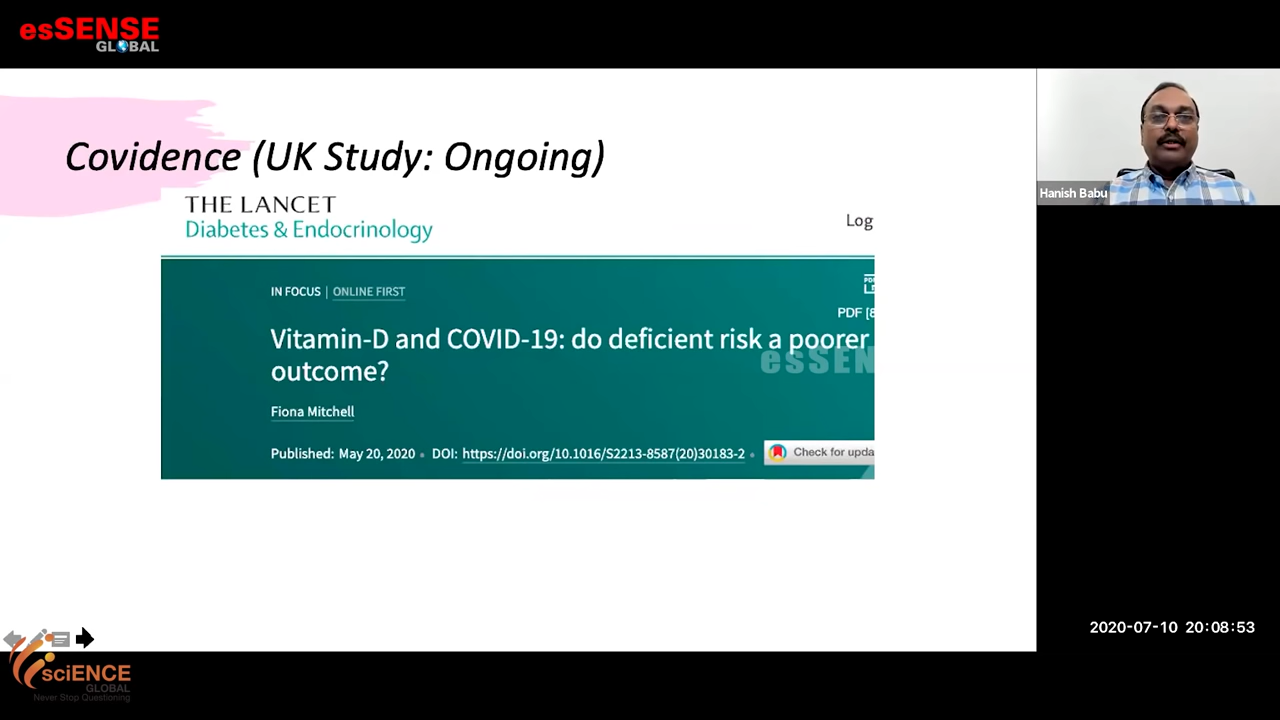 esSENSE
GLOBAL
Covidence (UK Study: Ongoing)
THE LANCET
Diabetes & Endocrinology
Log
IN FOCUS | ONLINE FIRST
PDF [8
Vitamin-D and COVID-19: do deficient risk a poorer
outcome?
esSEN
Fiona Mitchell
Published: May 20, 2020 • DOI: https://doi.org/10.1016/S2213-8587(20)30183-2 •
Check for upda
Hanish Babu
2020-07-10 20:08:53
sciENCE
GLOBAL
Never Stop Questioning